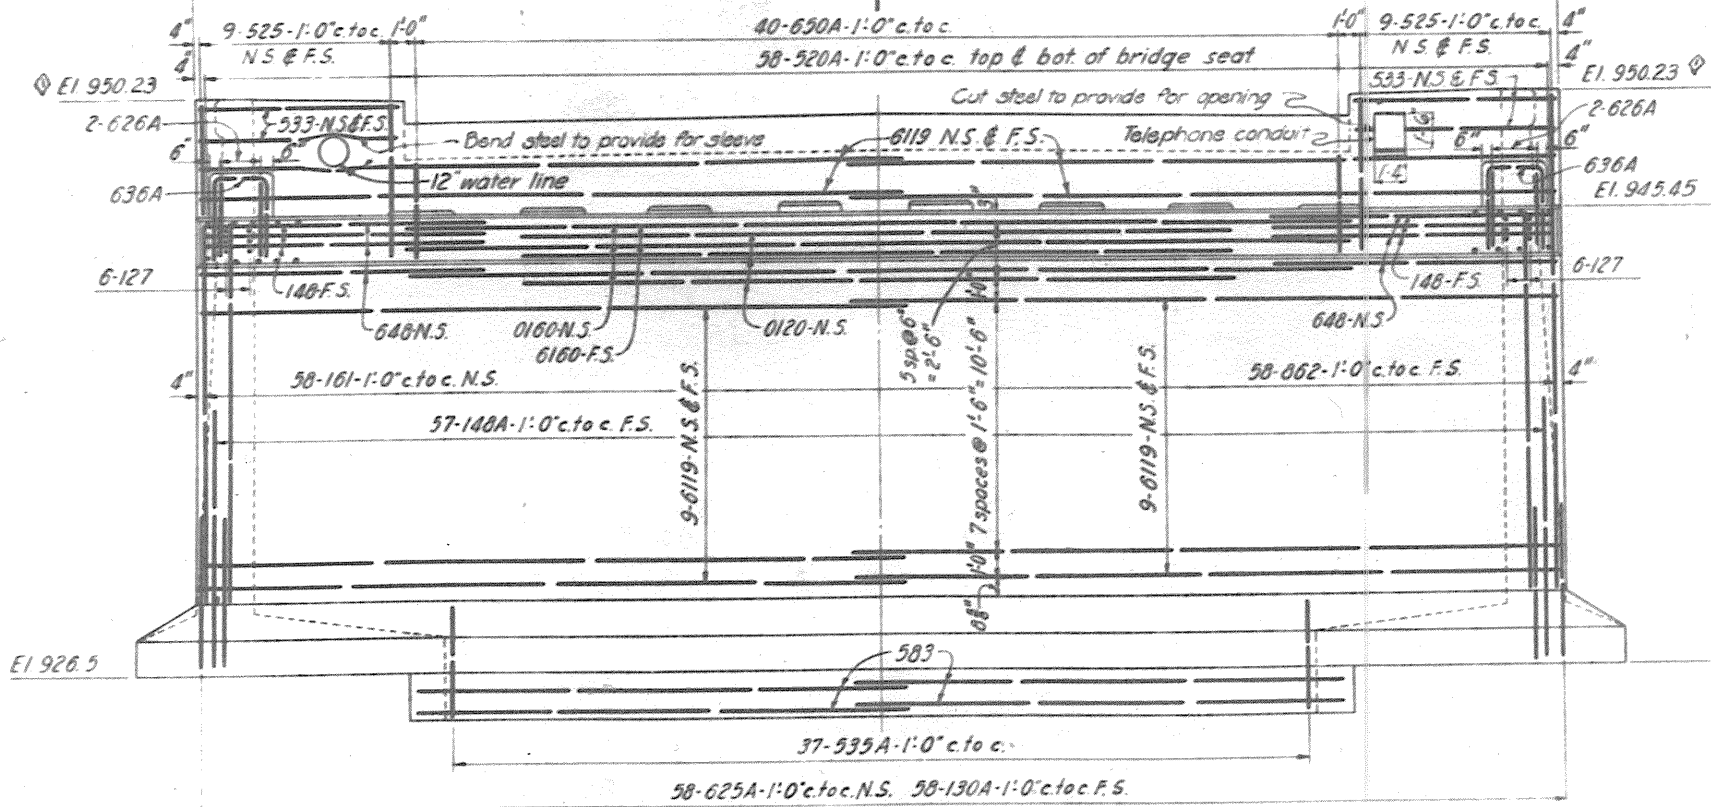 4" 9-525-1'-0" c. to c. 1'-0" 40-650A-1'-0" c. to c. 1'-0" 9-525-1'-0" c. to c. 4"
N.S. & F.S. N.S. & F.S.
4" 58-520A-1'-0" c. to c. top & bot. of bridge seat 4"
El. 950.23 533-N.S. & F.S. El. 950.23
Cut steel to provide for opening
2-626A 533-N.S. & F.S. 2-626A
Bend steel to provide for sleeve 6119 N.S. & F.S. Telephone conduit 1'-6"
6" 6" 6" 6"
12" water line 1'-4" 636A
636A El. 945.45
3"
6-127 148-F.S. 148-F.S. 6-127
648-N.S. 0160-N.S. 0120-N.S. 648-N.S.
6160-F.S.
1'-0"
5 sp. @ 6"
= 2'-6"
4" 58-161-1'-0" c. to c. N.S. 58-862-1'-0" c. to c. F.S. 4"
57-148A-1'-0" c. to c. F.S.
9-6119-N.S. & F.S.
7 spaces @ 1'-6" = 10'-6"
9-6119-N.S. & F.S.
1'-0"
El. 926.5
583
37-535A-1'-0" c. to c.
58-625A-1'-0" c. to c. N.S. 58-130A-1'-0" c. to c. F.S.